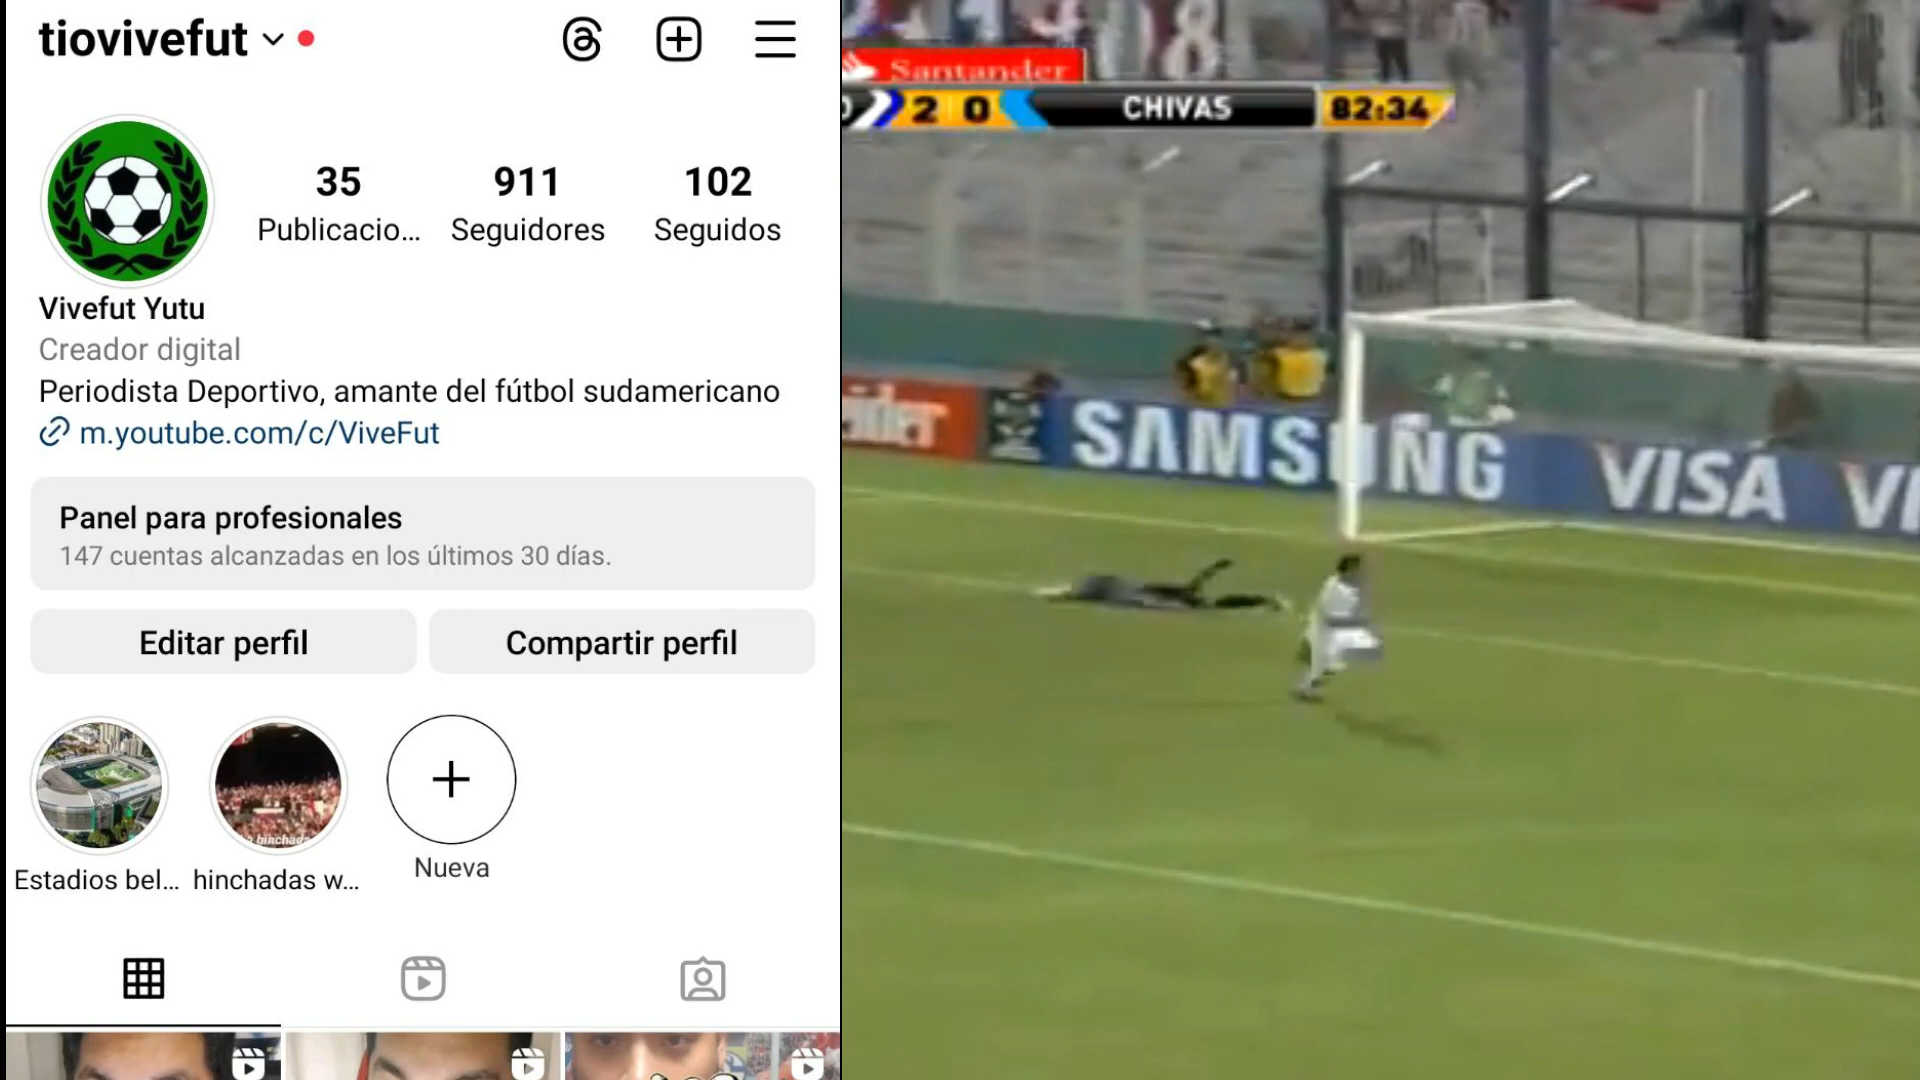 tiovivefut
35
Publicacio...
911
Seguidores
102
Seguidos
Vivefut Yutu
Creador digital
Periodista Deportivo, amante del fútbol sudamericano
m.youtube.com/c/ViveFut
Panel para profesionales
147 cuentas alcanzadas en los últimos 30 días.
Editar perfil
Compartir perfil
Estadios bel...
hinchadas w...
Nueva
hinchad
Santander
2 0 CHIVAS 82:34
SAMSUNG
VISA
VI